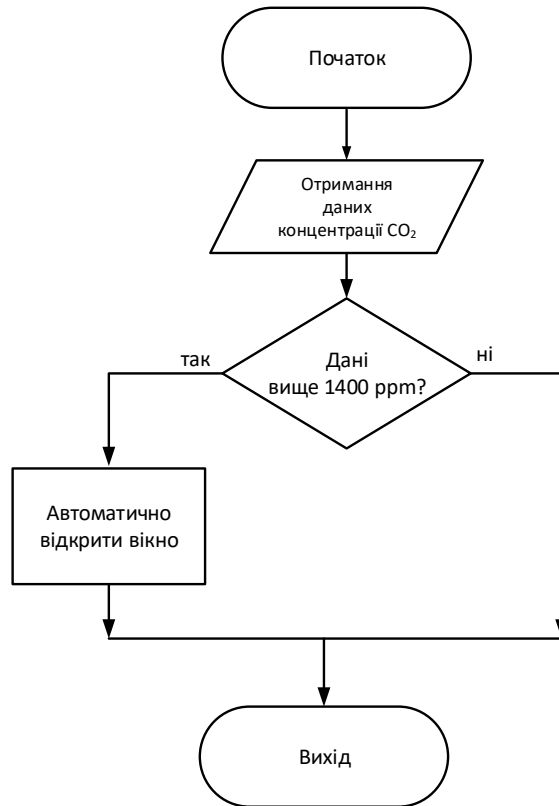 Початок
Отримання
даних
концентрації CO₂
так
Дані
вище 1400 ppm?
ні
Автоматично
відкрити вікно
Вихід